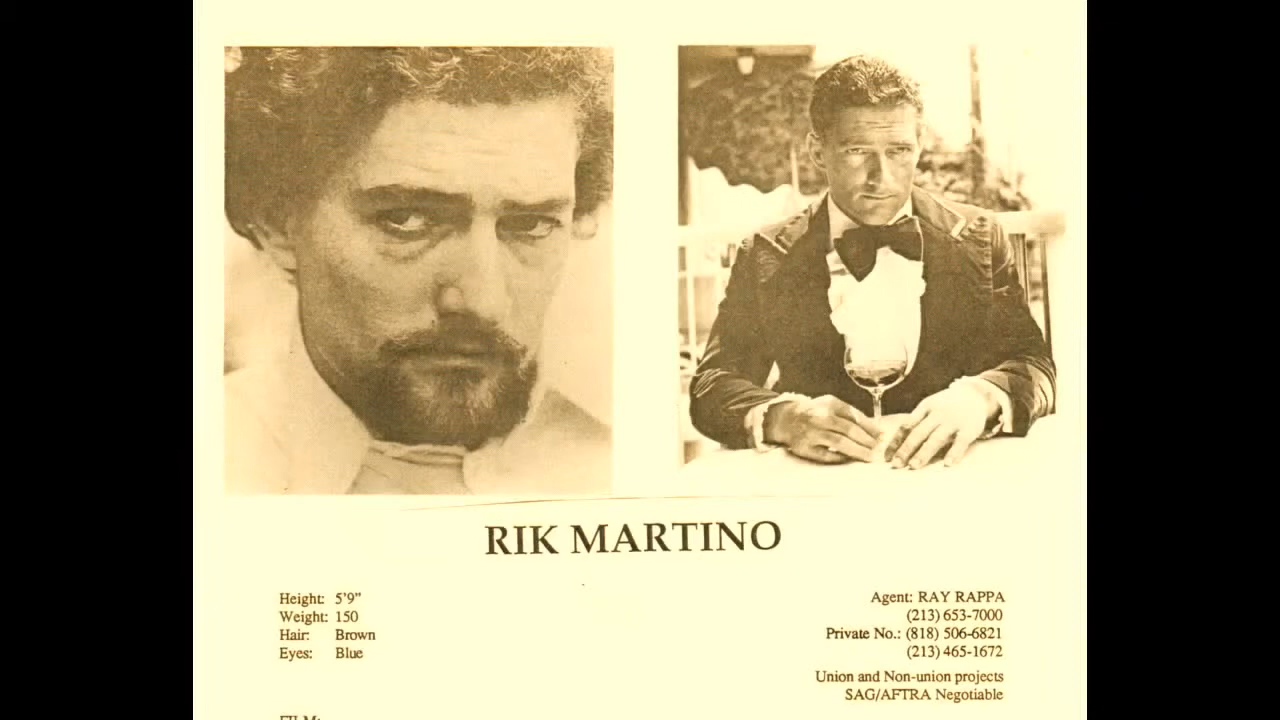 RIK MARTINO
Height: 5'9"
Weight: 150
Hair: Brown
Eyes: Blue
Agent: RAY RAPPA
(213) 653-7000
Private No.: (818) 506-6821
(213) 465-1672
Union and Non-union projects
SAG/AFTRA Negotiable